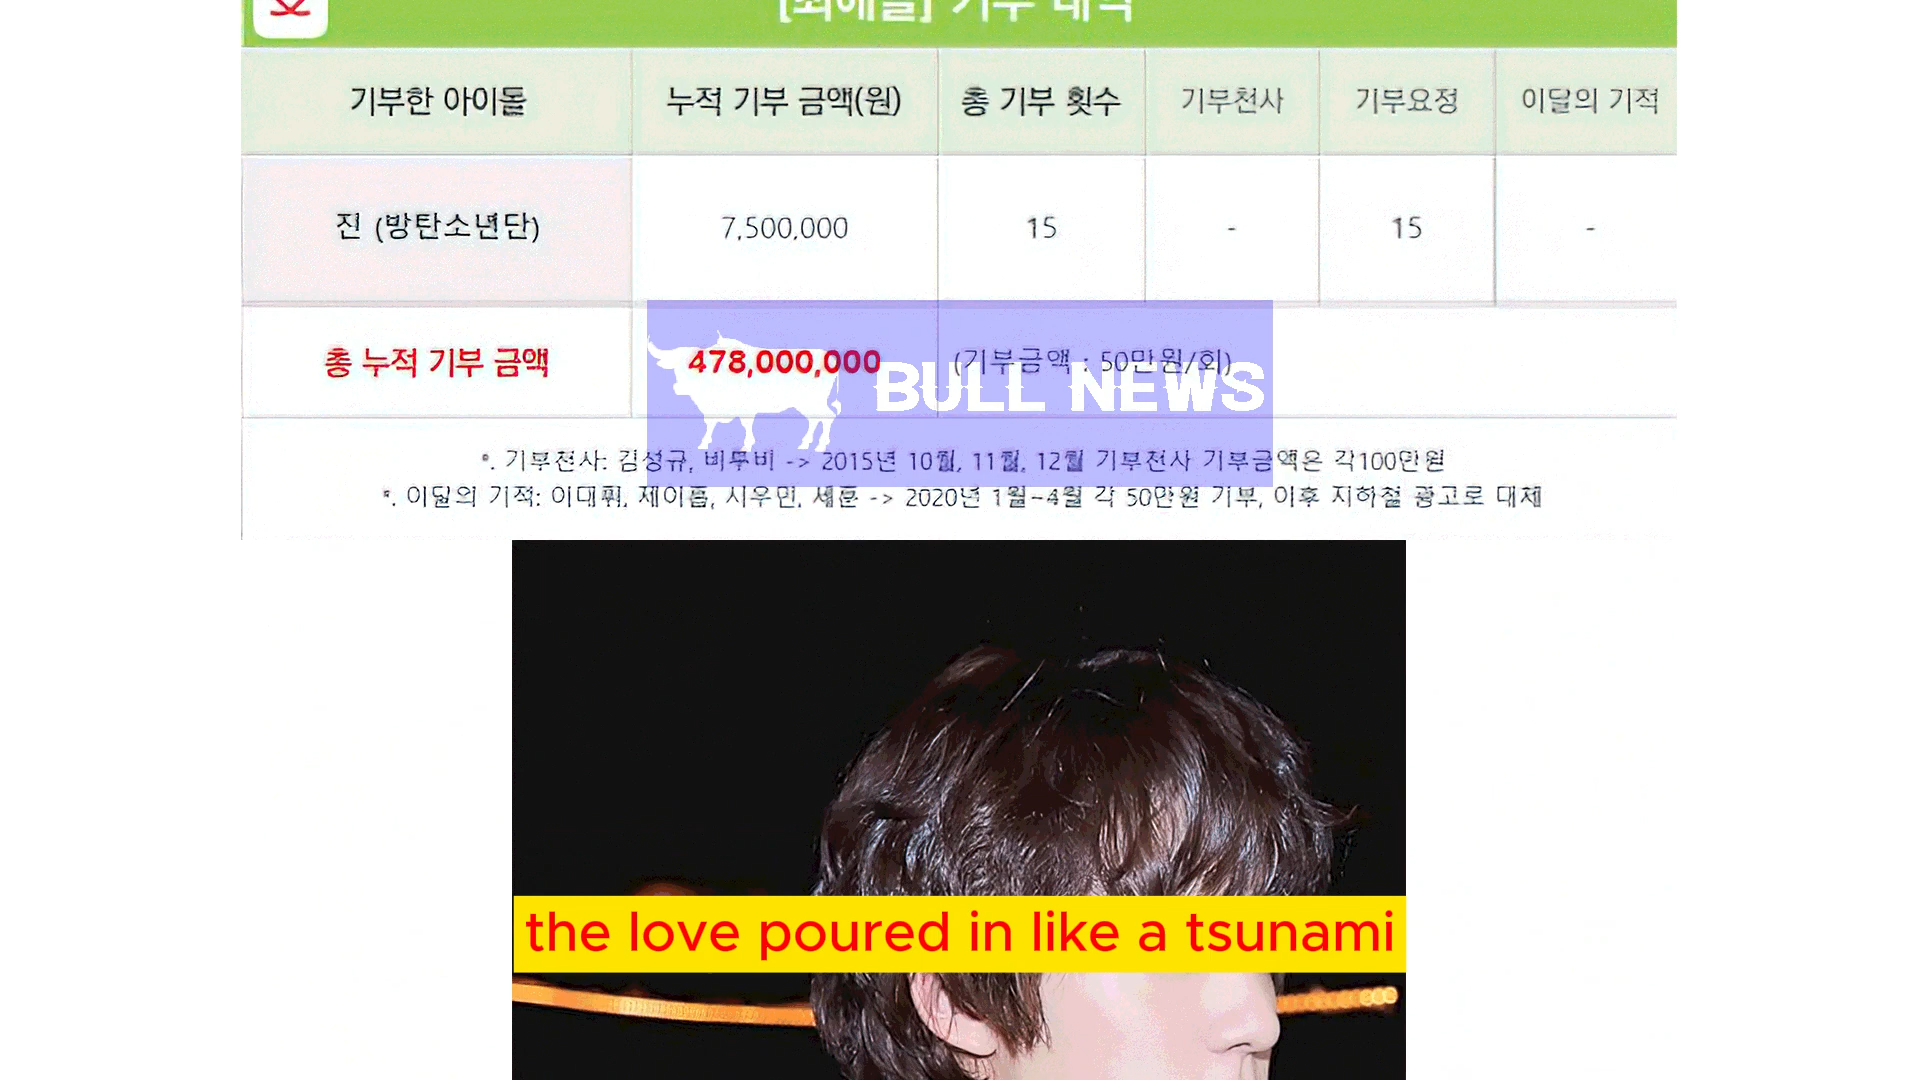 [최애돌] 기부 내역
기부한 아이돌 누적 기부 금액(원) 총 기부 횟수 기부천사 기부요정 이달의 기적
진 (방탄소년단) 7,500,000 15 - 15 -
총 누적 기부 금액 478,000,000 (기부금액 : 50만원/회)
BULL NEWS
*. 기부천사: 김성규, 비투비 -> 2015년 10월, 11월, 12월 기부천사 기부금액은 각100만원
*. 이달의 기적: 이대휘, 제이홉, 시우민, 세훈 -> 2020년 1월~4월 각 50만원 기부, 이후 지하철 광고로 대체
the love poured in like a tsunami